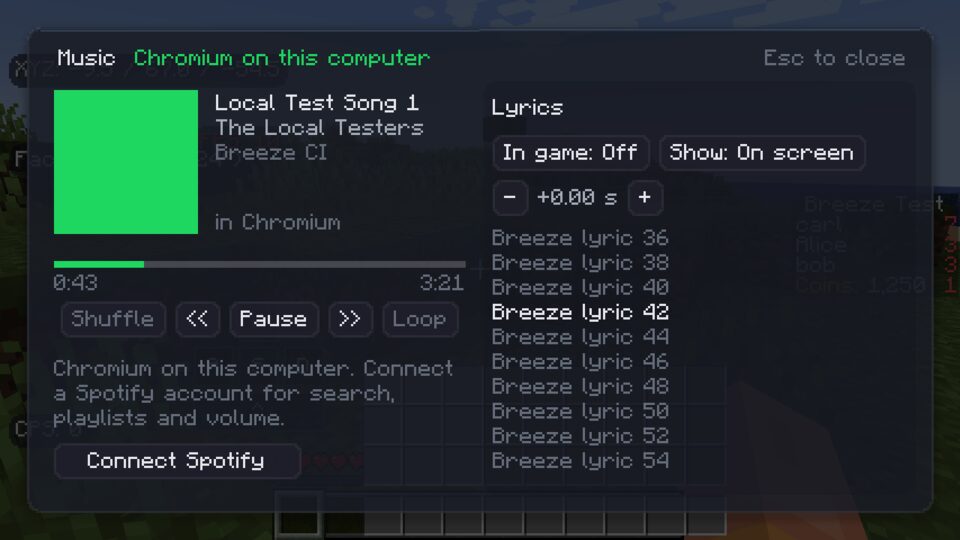 Music Chromium on this computer
Esc to close
Local Test Song 1
The Local Testers
Breeze CI
in Chromium
0:43
3:21
Shuffle
<<
Pause
>>
Loop
Chromium on this computer. Connect
a Spotify account for search,
playlists and volume.
Connect Spotify
Lyrics
In game: Off
Show: On screen
-
+0.00 s
+
Breeze lyric 36
Breeze lyric 38
Breeze lyric 40
Breeze lyric 42
Breeze lyric 44
Breeze lyric 46
Breeze lyric 48
Breeze lyric 50
Breeze lyric 52
Breeze lyric 54
Breeze Test
carl
Alice
bob
Coins: 1,250